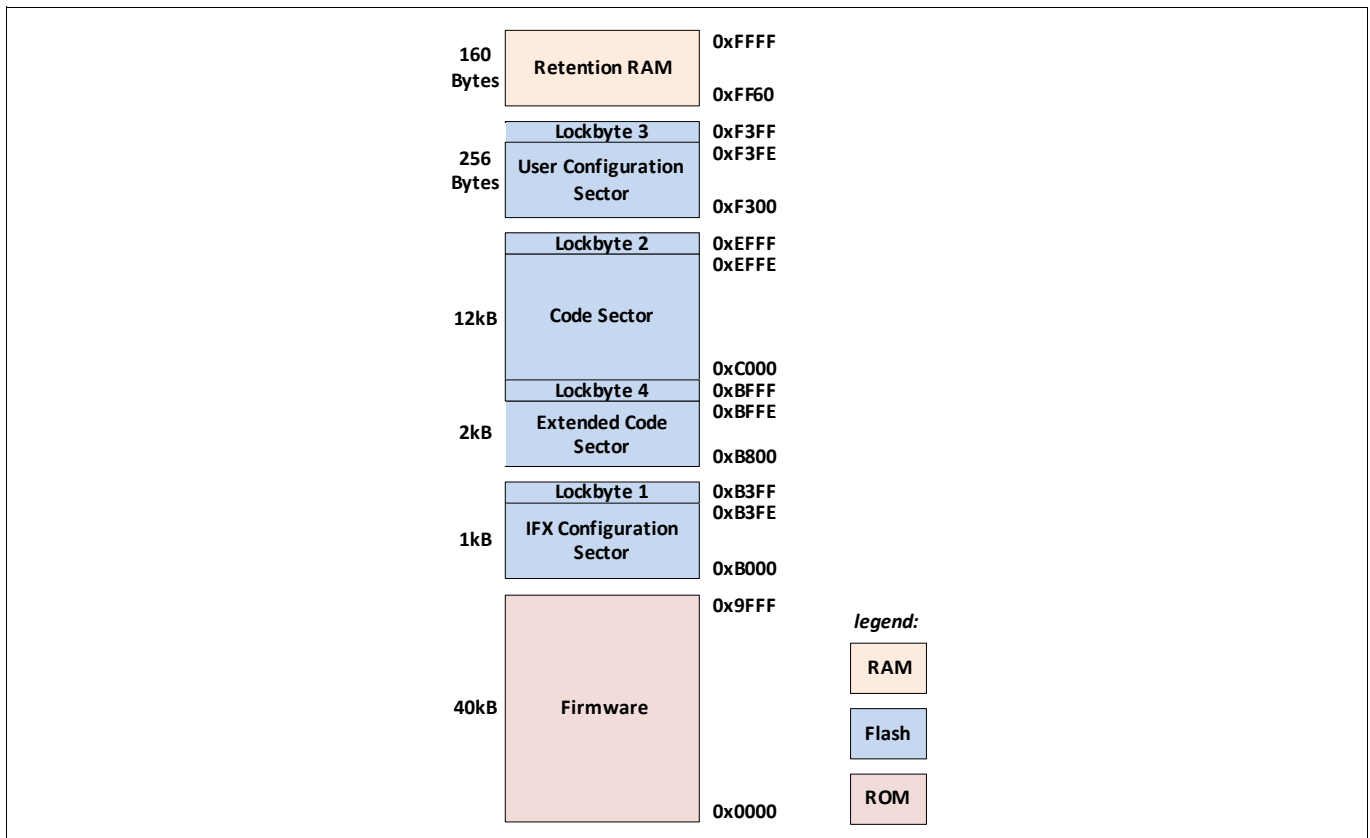 160
Bytes
Retention RAM
0xFFFF
0xFF60
256
Bytes
Lockbyte 3
User Configuration
Sector
0xF3FF
0xF3FE
0xF300
12kB
Lockbyte 2
Code Sector
0xEFFF
0xEFFE
0xC000
2kB
Lockbyte 4
Extended Code
Sector
0xBFFF
0xBFFE
0xB800
1kB
Lockbyte 1
IFX Configuration
Sector
0xB3FF
0xB3FE
0xB000
40kB
Firmware
0x9FFF
0x0000
legend:
RAM
Flash
ROM